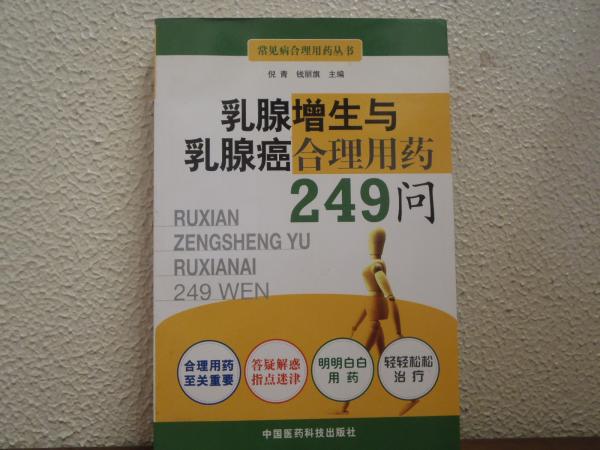 常见病合理用药丛书
倪青 钱丽旗 主编
乳腺增生与
乳腺癌合理用药
249问
RUXIAN
ZENGSHENG YU
RUXIANAI
249 WEN
合理用药
至关重要
答疑解惑
指点迷津
明明白白
用药
轻轻松松
治疗
中国医药科技出版社